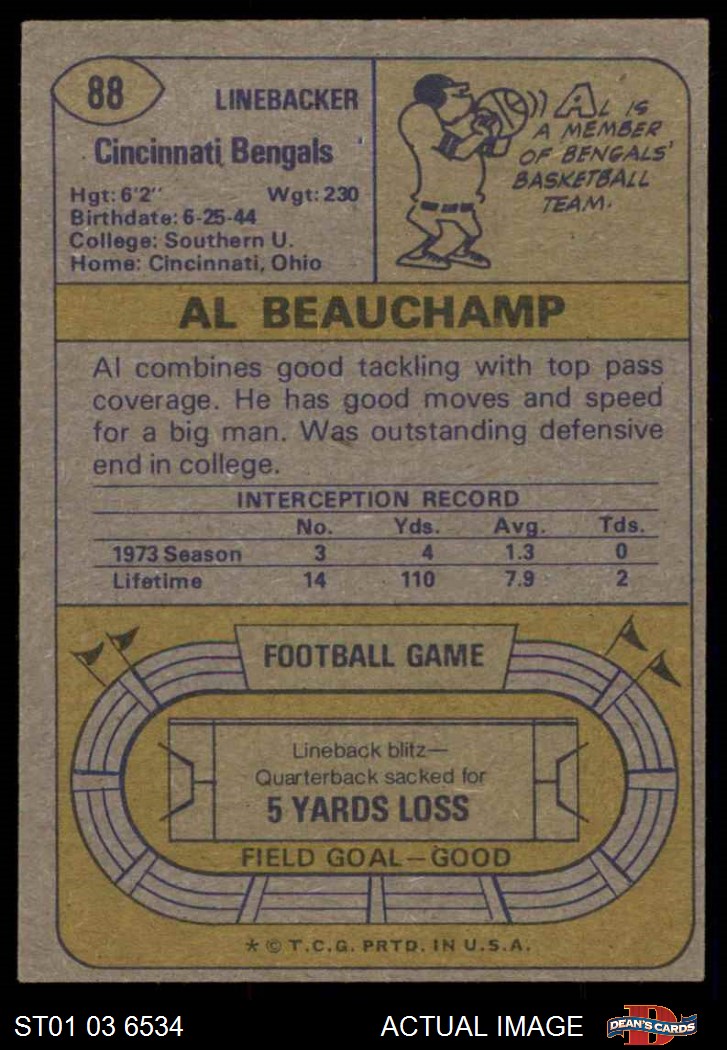 88
LINEBACKER
Cincinnati Bengals
Hgt: 6'2" Wgt: 230
Birthdate: 6-25-44
College: Southern U.
Home: Cincinnati, Ohio
AL IS
A MEMBER
OF BENGALS'
BASKETBALL
TEAM.
AL BEAUCHAMP
Al combines good tackling with top pass
coverage. He has good moves and speed
for a big man. Was outstanding defensive
end in college.
INTERCEPTION RECORD
No. Yds. Avg. Tds.
1973 Season 3 4 1.3 0
Lifetime 14 110 7.9 2
FOOTBALL GAME
Lineback blitz—
Quarterback sacked for
5 YARDS LOSS
FIELD GOAL—GOOD
* © T.C.G. PRTD. IN U.S.A.
ST01 03 6534
ACTUAL IMAGE
D
DEAN'S CARDS